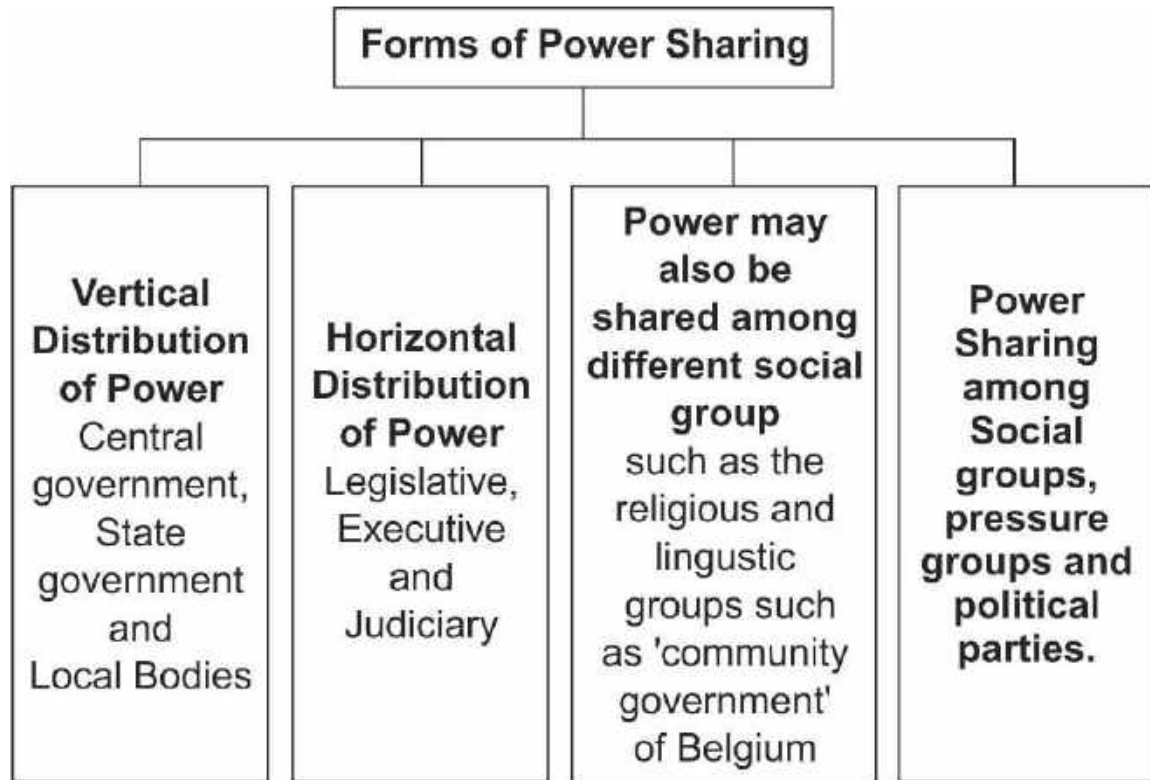 Forms of Power Sharing
Vertical
Distribution
of Power
Central
government,
State
government
and
Local Bodies
Horizontal
Distribution
of Power
Legislative,
Executive
and
Judiciary
Power may
also be
shared among
different social
group
such as the
religious and
lingustic
groups such
as 'community
government'
of Belgium
Power
Sharing
among
Social
groups,
pressure
groups and
political
parties.